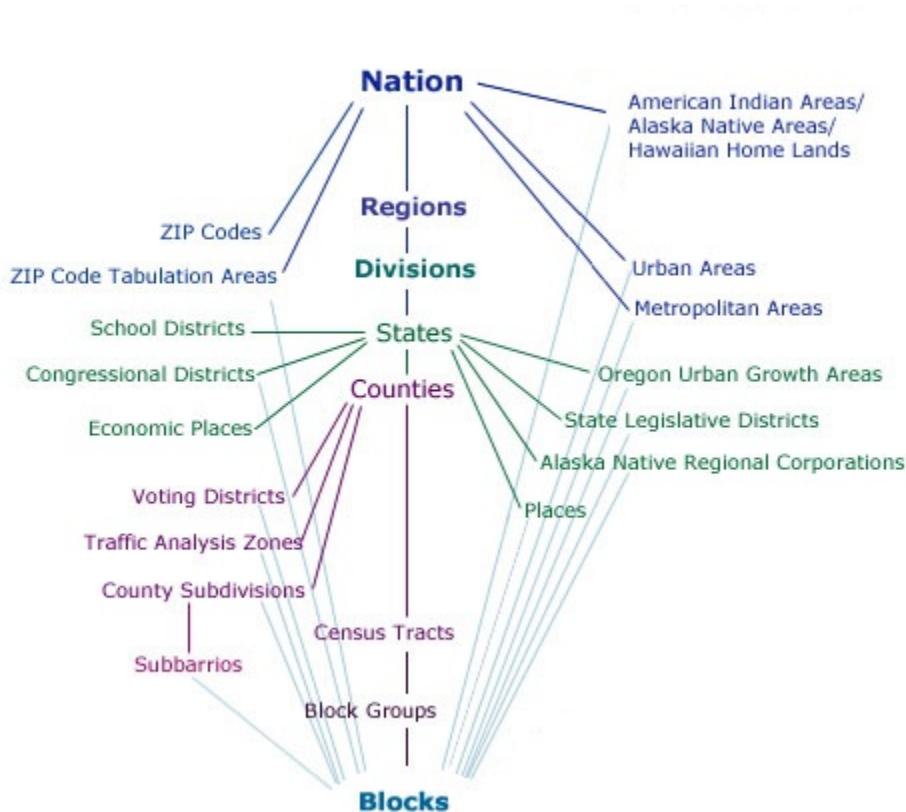 Nation
American Indian Areas/
Alaska Native Areas/
Hawaiian Home Lands
Regions
ZIP Codes
Divisions
Urban Areas
ZIP Code Tabulation Areas
Metropolitan Areas
School Districts
States
Congressional Districts
Oregon Urban Growth Areas
Counties
State Legislative Districts
Economic Places
Alaska Native Regional Corporations
Voting Districts
Places
Traffic Analysis Zones
County Subdivisions
Census Tracts
Subbarrios
Block Groups
Blocks